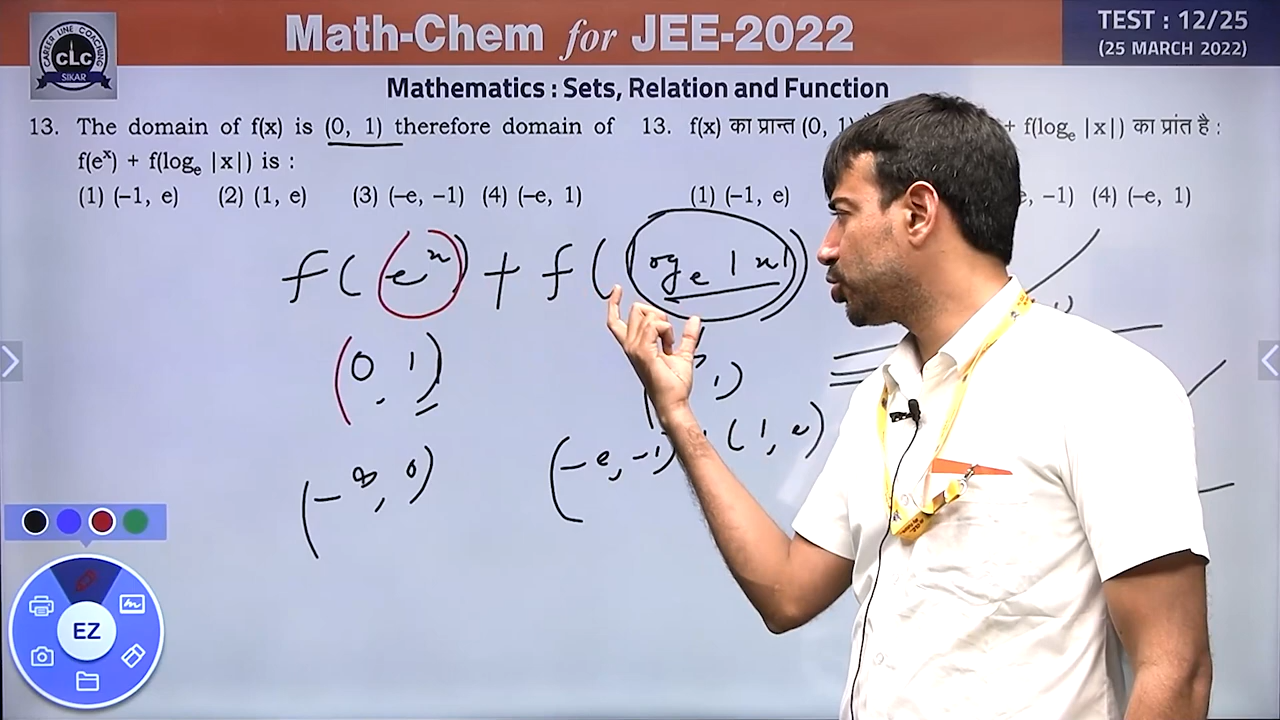 CAREER LINE COACHING
CLC
SIKAR
Math-Chem for JEE-2022
TEST : 12/25
(25 MARCH 2022)
Mathematics : Sets, Relation and Function
13. The domain of f(x) is (0, 1) therefore domain of
f(eˣ) + f(logₑ |x|) is :
(1) (–1, e) (2) (1, e) (3) (–e, –1) (4) (–e, 1)
13. f(x) का प्रान्त (0, 1) + f(logₑ |x|) का प्रांत है :
(1) (–1, e) e, –1) (4) (–e, 1)
f(eˣ) + f(logₑ |x|)
(0, 1) , 1)
(–∞, 0) (–e, –1) (1, e)
EZ